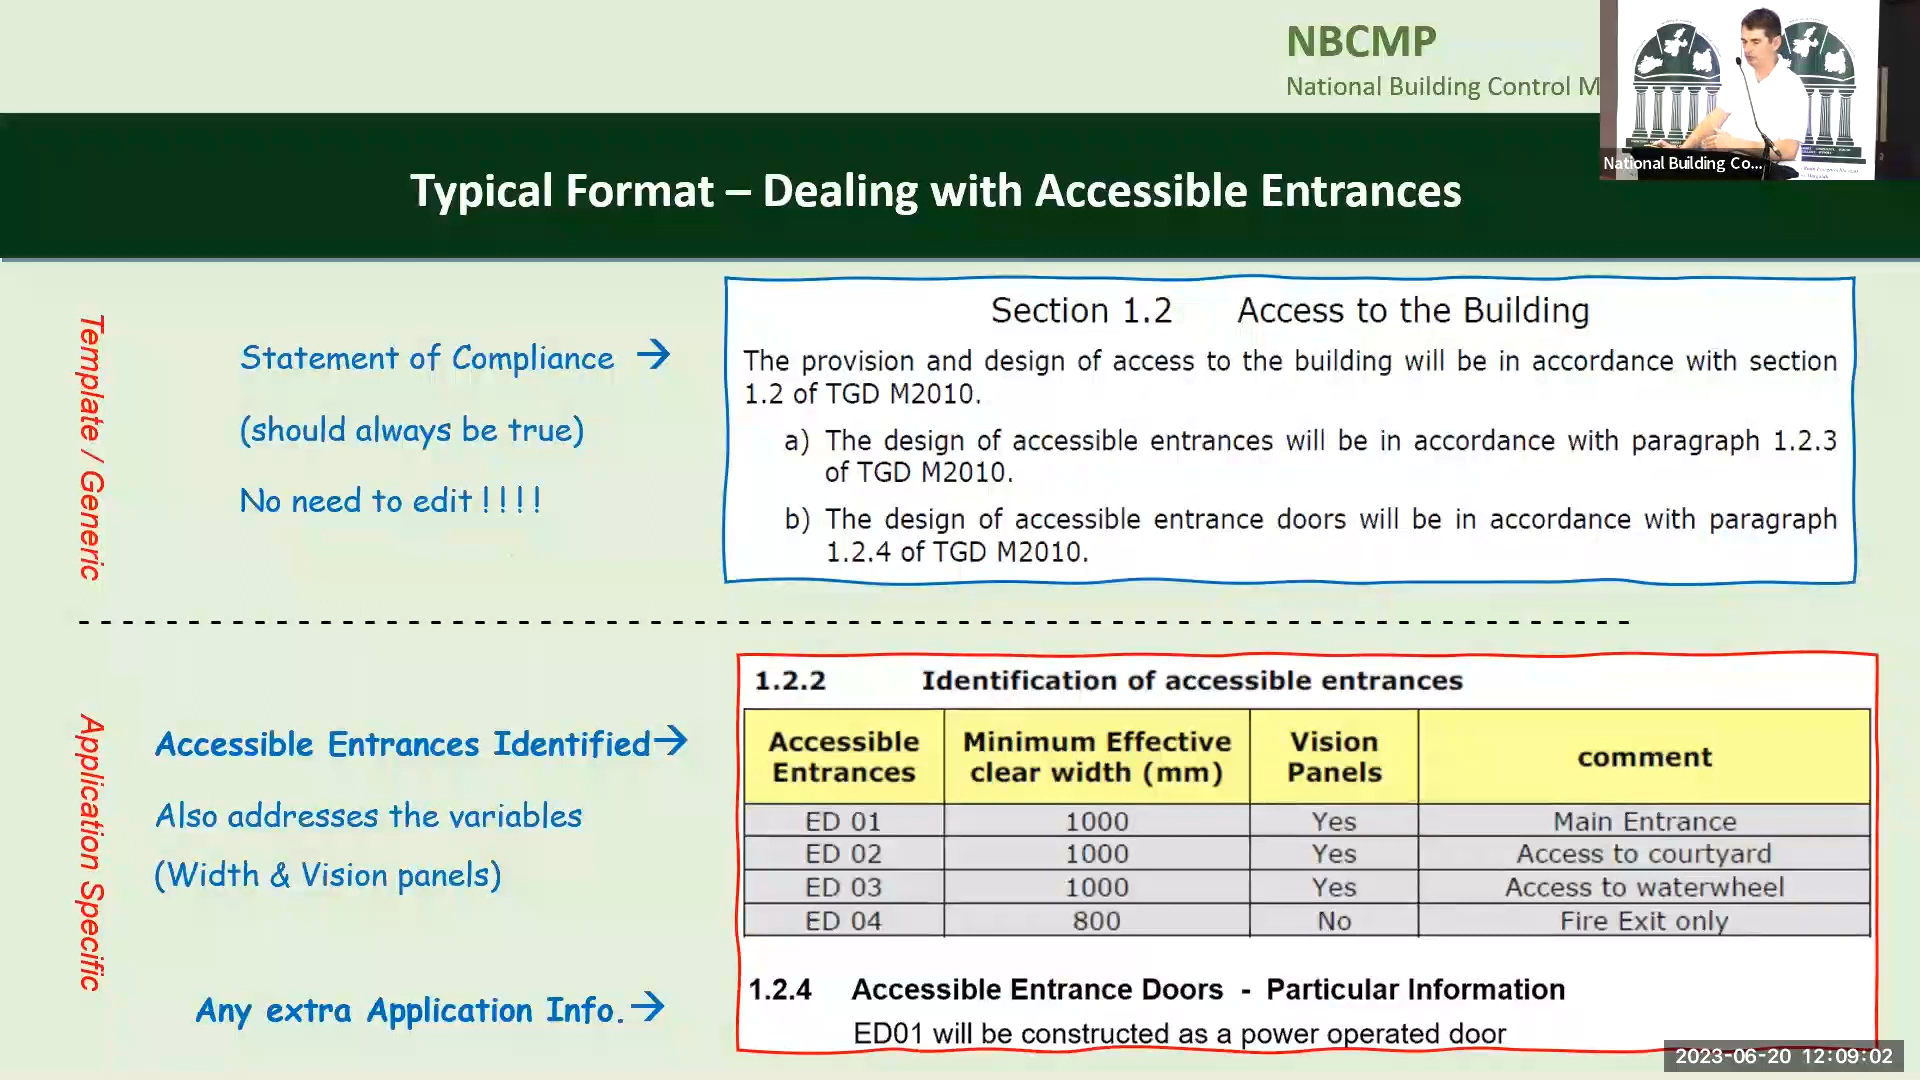 NBCMP
National Building Control M
National Building Co...
Typical Format – Dealing with Accessible Entrances
Template / Generic
Statement of Compliance →
(should always be true)
No need to edit ! ! ! !
Section 1.2 Access to the Building
The provision and design of access to the building will be in accordance with section
1.2 of TGD M2010.
a) The design of accessible entrances will be in accordance with paragraph 1.2.3
of TGD M2010.
b) The design of accessible entrance doors will be in accordance with paragraph
1.2.4 of TGD M2010.
Application Specific
Accessible Entrances Identified→
Also addresses the variables
(Width & Vision panels)
Any extra Application Info.→
1.2.2 Identification of accessible entrances
Accessible Entrances Minimum Effective clear width (mm) Vision Panels comment
ED 01 1000 Yes Main Entrance
ED 02 1000 Yes Access to courtyard
ED 03 1000 Yes Access to waterwheel
ED 04 800 No Fire Exit only
1.2.4 Accessible Entrance Doors - Particular Information
ED01 will be constructed as a power operated door
2023-06-20 12:09:02